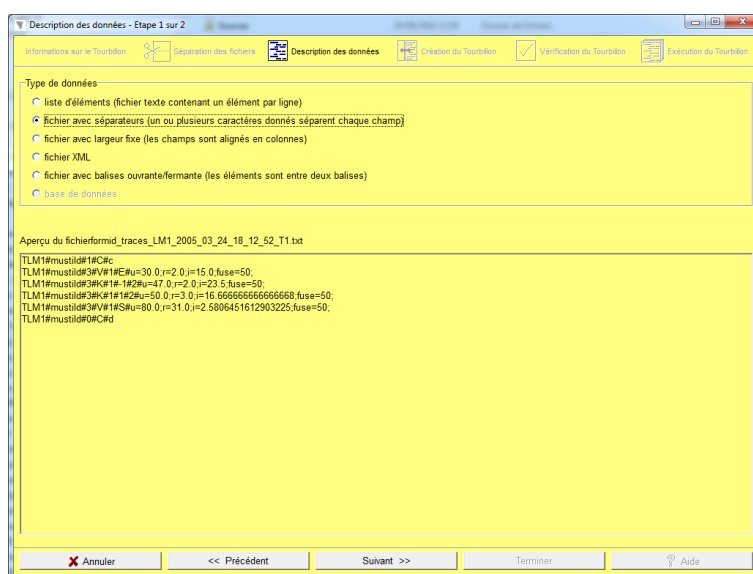 Description des données - Etape 1 sur 2
Informations sur le Tourbillon
Séparation des fichiers
Description des données
Création du Tourbillon
Vérification du Tourbillon
Exécution du Tourbillon
Type de données
liste d'éléments (fichier texte contenant un élément par ligne)
fichier avec séparateurs (un ou plusieurs caractères donnés séparent chaque champ)
fichier avec largeur fixe (les champs sont alignés en colonnes)
fichier XML
fichier avec balises ouvrante/fermante (les éléments sont entre deux balises)
base de données
Aperçu du fichierformid_traces_LM1_2005_03_24_18_12_52_T1.txt
TLM1#mustild#1#C#c
TLM1#mustild#3#V#1#E#u=30.0;r=2.0;i=15.0;fuse=50;
TLM1#mustild#3#K#1#-1#2#u=47.0;r=2.0;i=23.5;fuse=50;
TLM1#mustild#3#K#1#1#2#u=50.0;r=3.0;i=16.666666666666668;fuse=50;
TLM1#mustild#3#V#1#S#u=80.0;r=31.0;i=2.5806451612903225;fuse=50;
TLM1#mustild#0#C#d
Annuler
<< Précédent
Suivant >>
Terminer
Aide